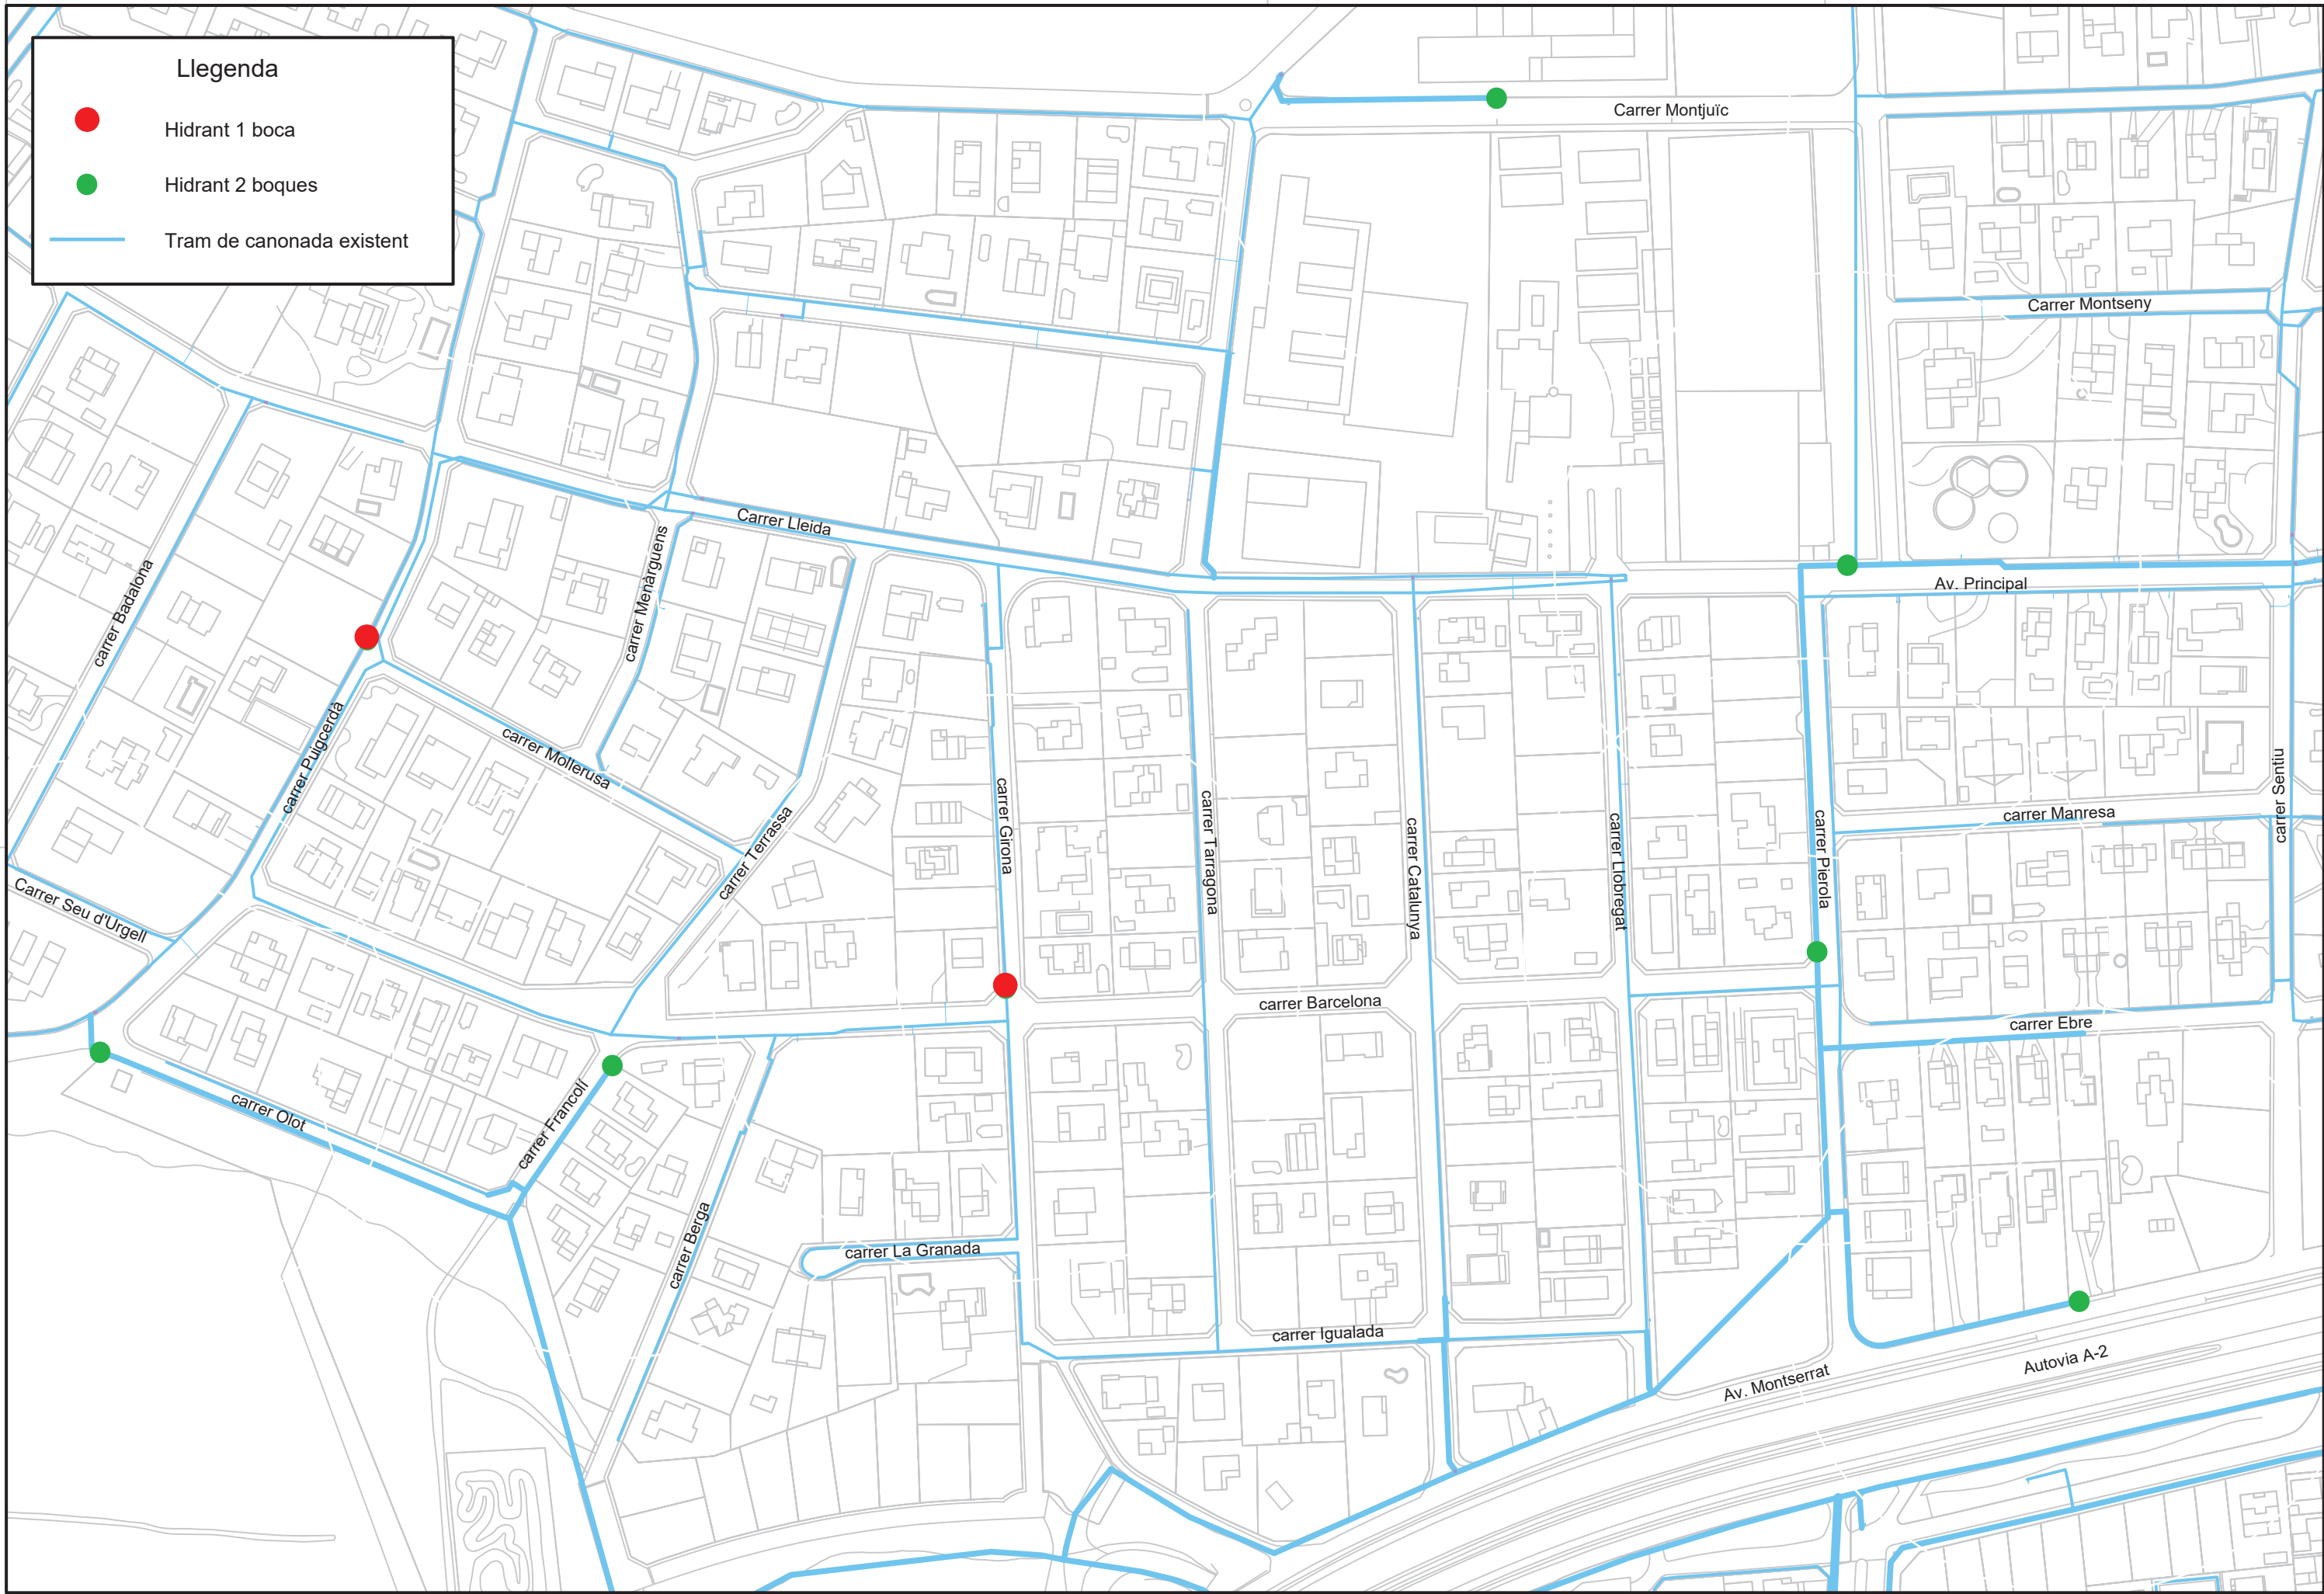 Llegenda
Hidrant 1 boca
Hidrant 2 boques
Tram de canonada existent
Carrer Montjuïc
Carrer Montseny
Carrer Lleida
carrer Menàrguens
carrer Badalona
Av. Principal
carrer Puigcerdà
carrer Mollerusa
carrer Terrassa
carrer Girona
carrer Tarragona
carrer Catalunya
carrer Llobregat
carrer Pierola
carrer Manresa
carrer Sentiu
Carrer Seu d'Urgell
carrer Barcelona
carrer Ebre
carrer Olot
carrer Francolí
carrer Berga
carrer La Granada
carrer Igualada
Av. Montserrat
Autovia A-2